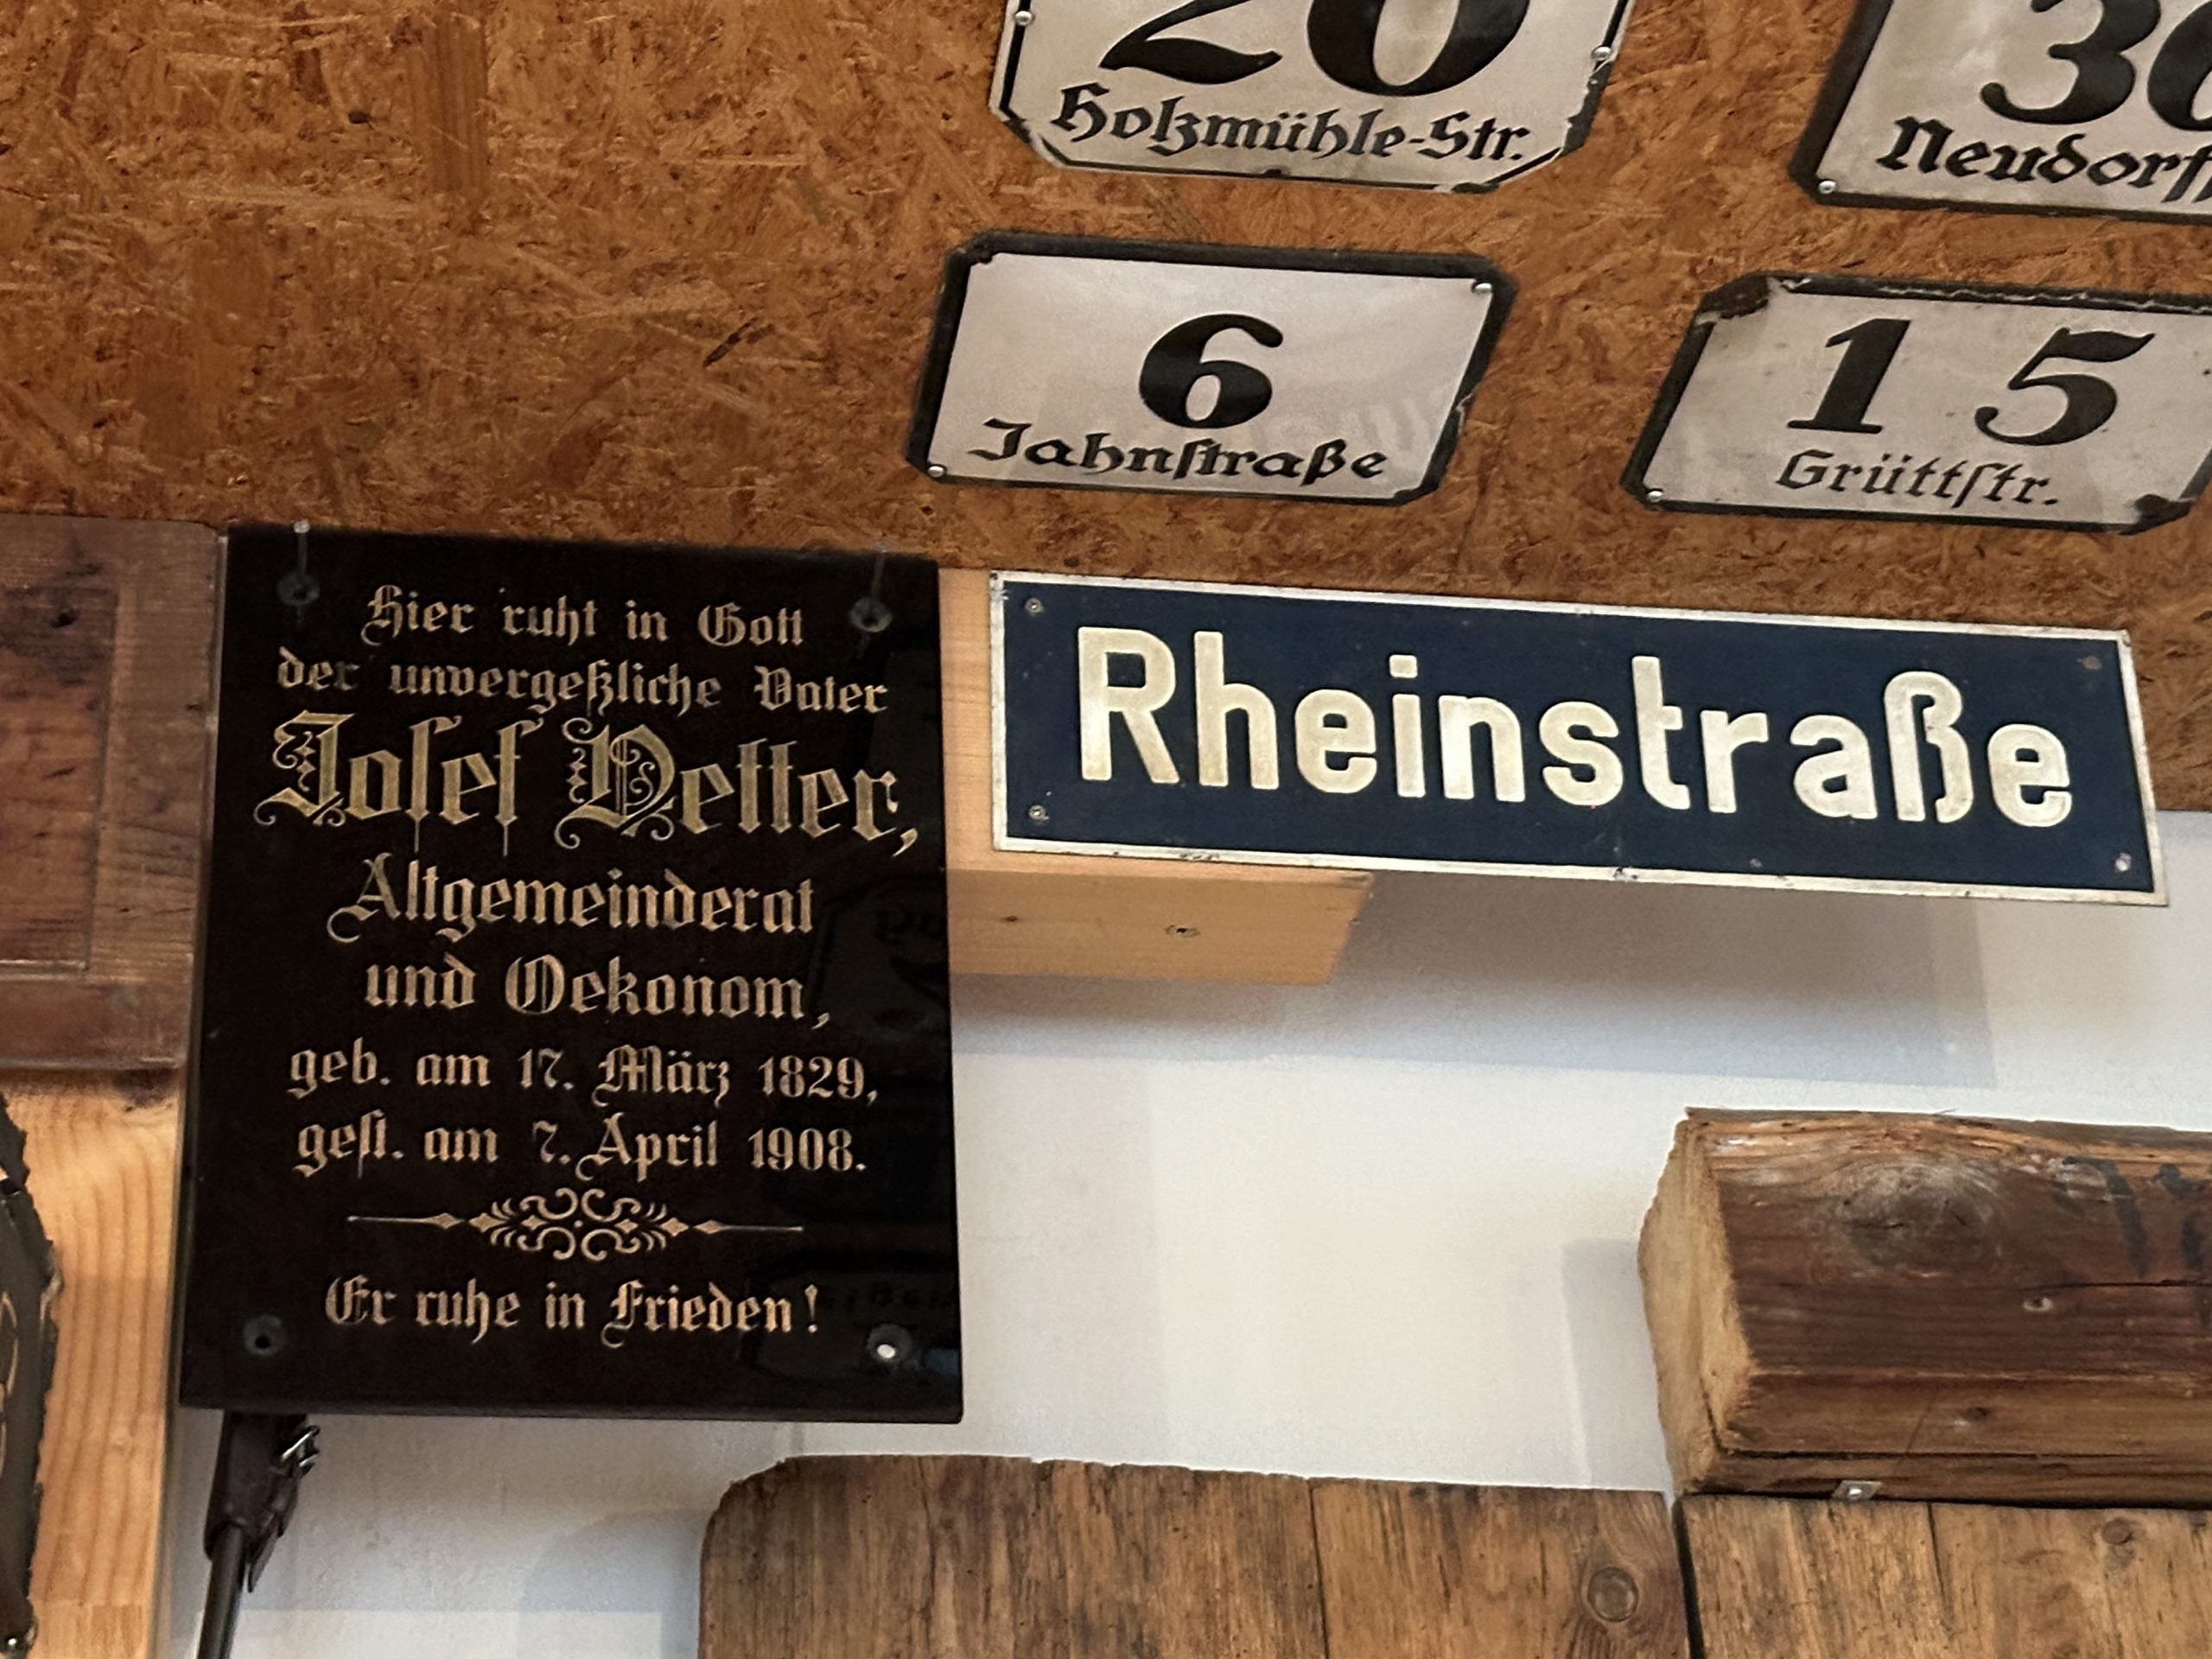 20
Holzmühle-Str.
36
Neudorf
6
Jahnstraße
15
Grüttstr.
Rheinstraße
Hier ruht in Gott
der unvergeßliche Vater
Josef Vetter,
Altgemeinderat
und Oekonom,
geb. am 17. März 1829,
gest. am 7. April 1908.
Er ruhe in Frieden!